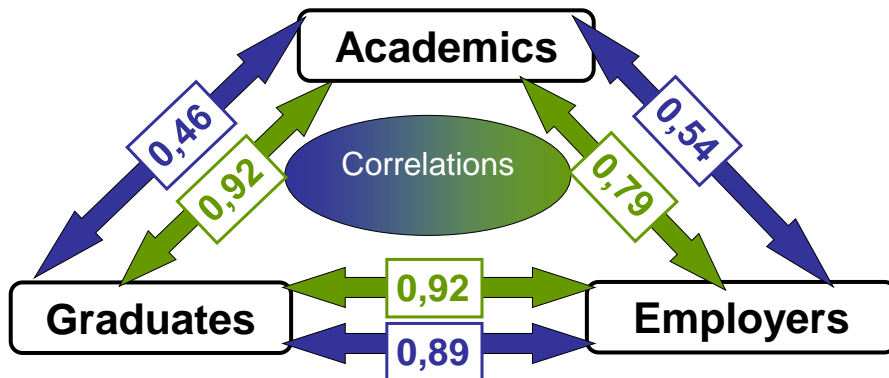 Academics
0,46
0,92
Correlations
0,54
0,79
Graduates
0,92
0,89
Employers